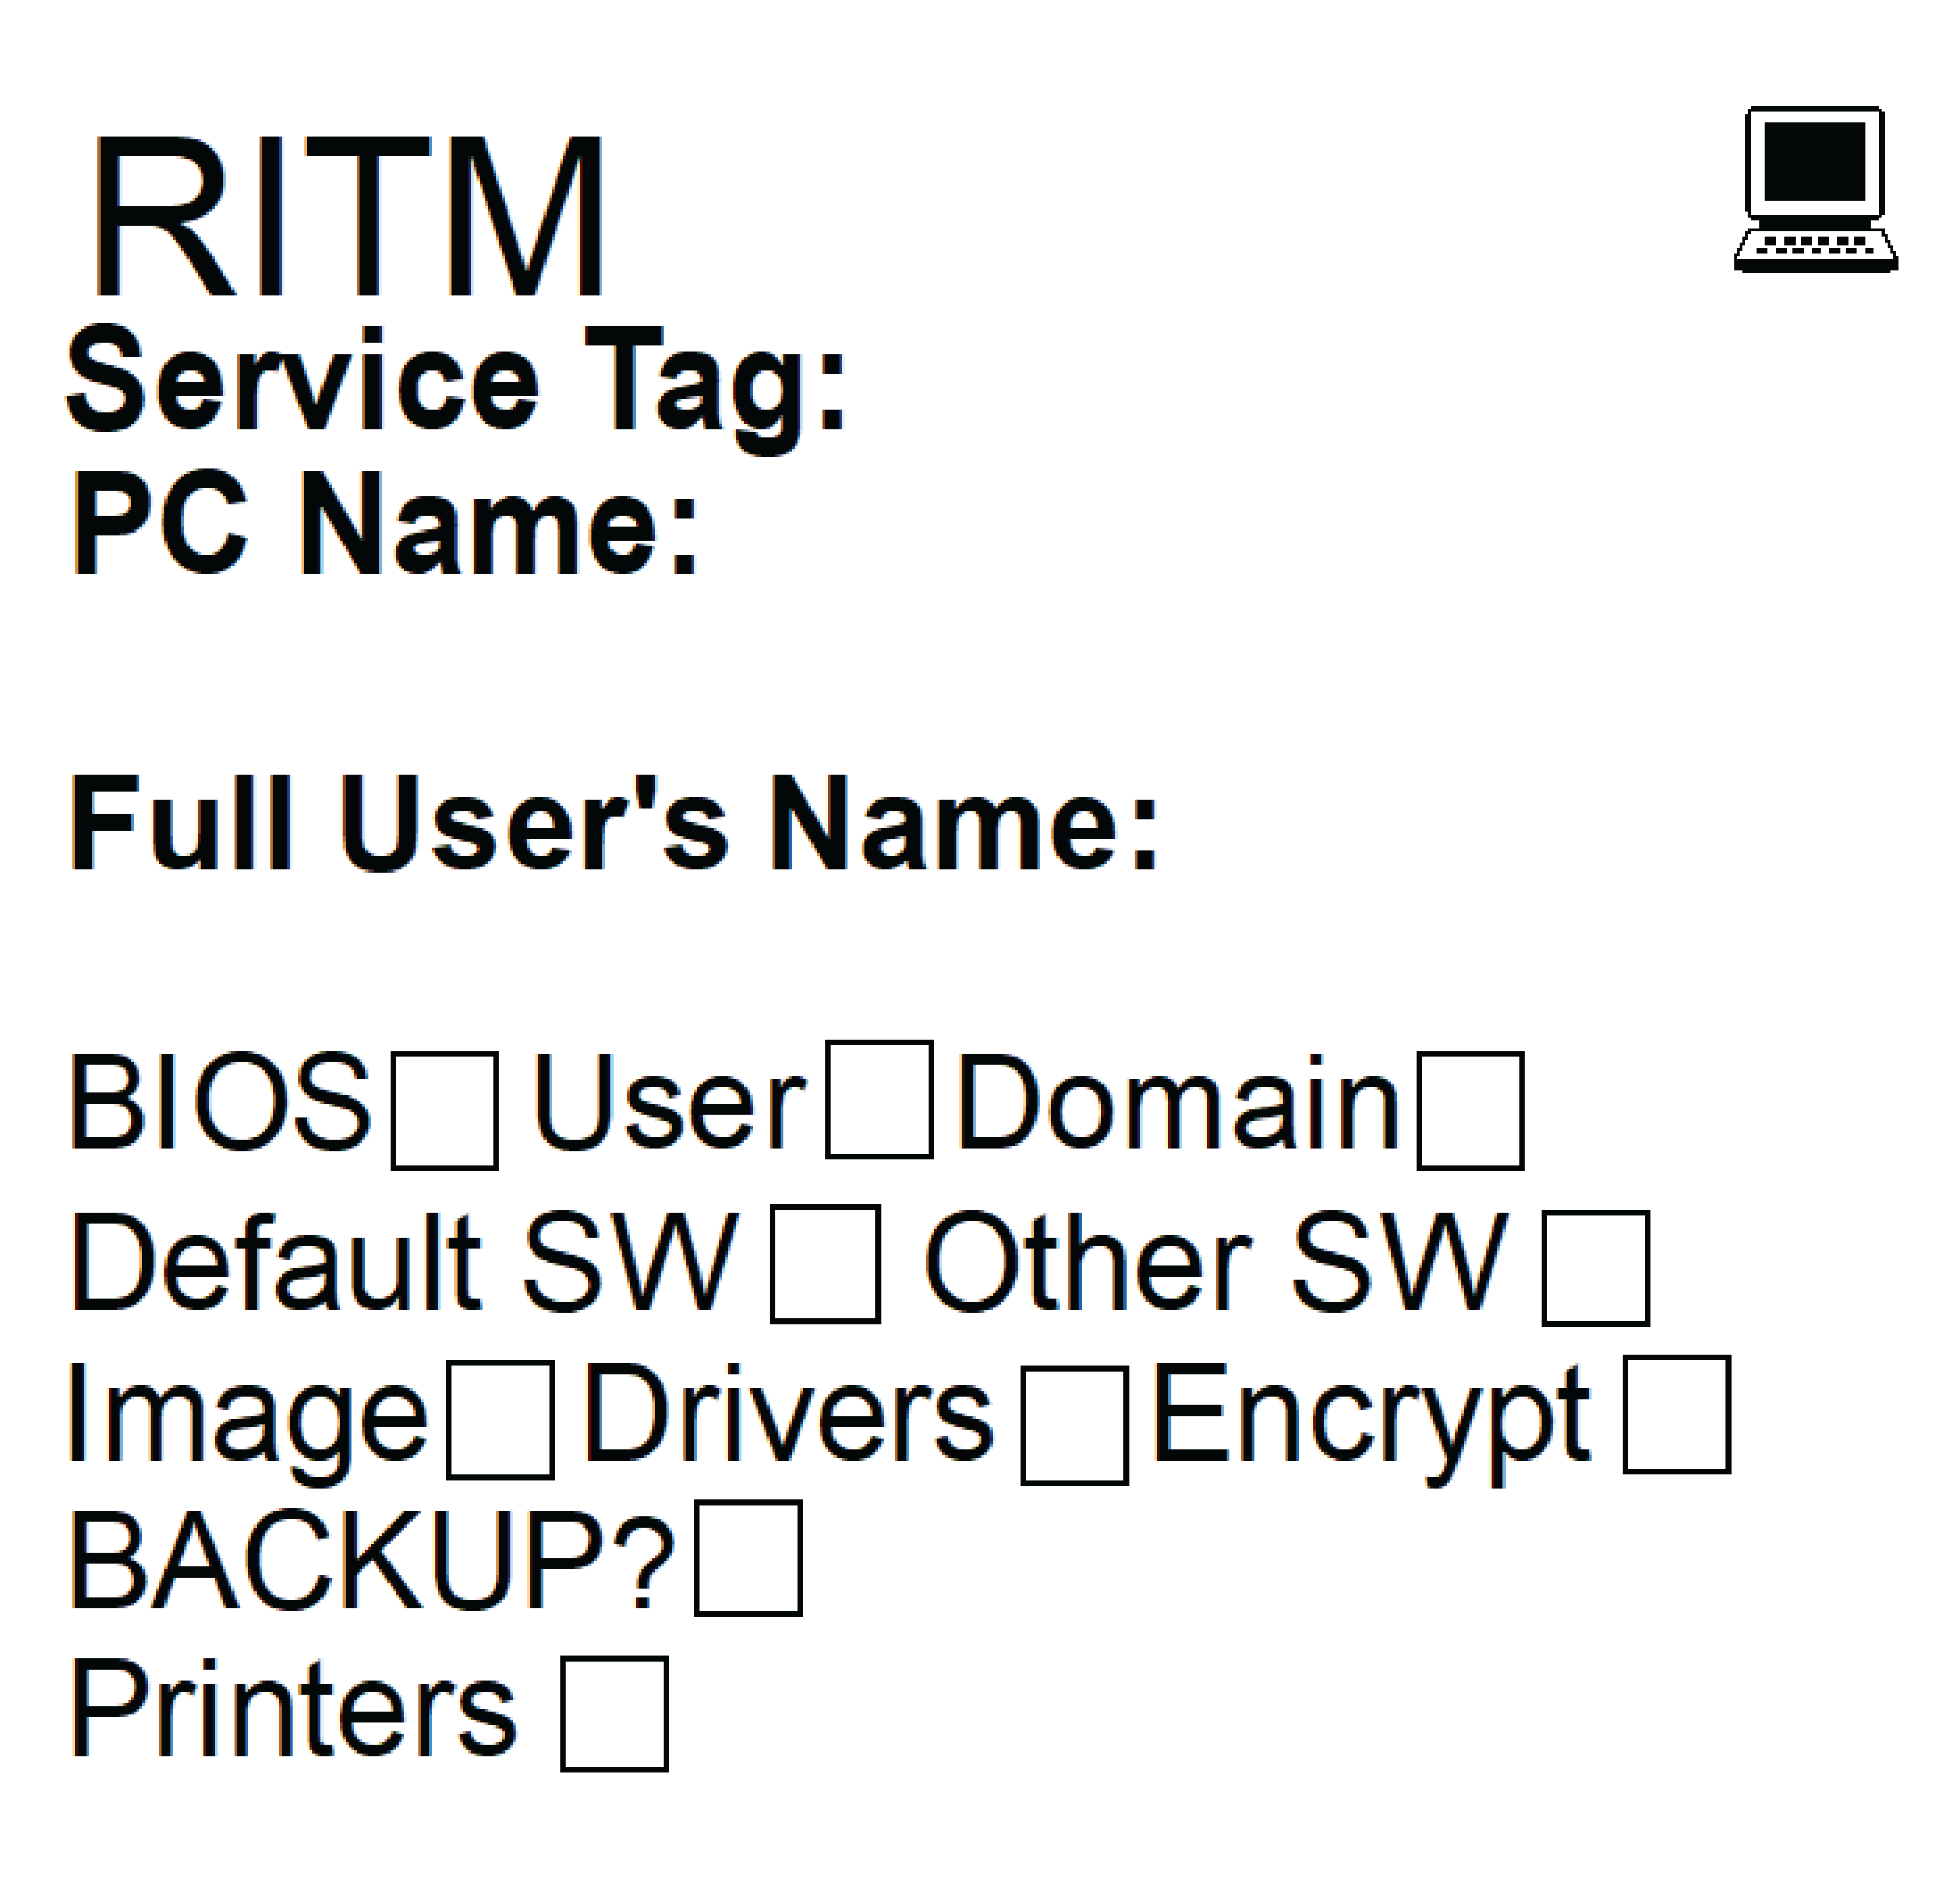 RITM
Service Tag:
PC Name:
Full User's Name:
BIOS User Domain
Default SW Other SW
Image Drivers Encrypt
BACKUP?
Printers